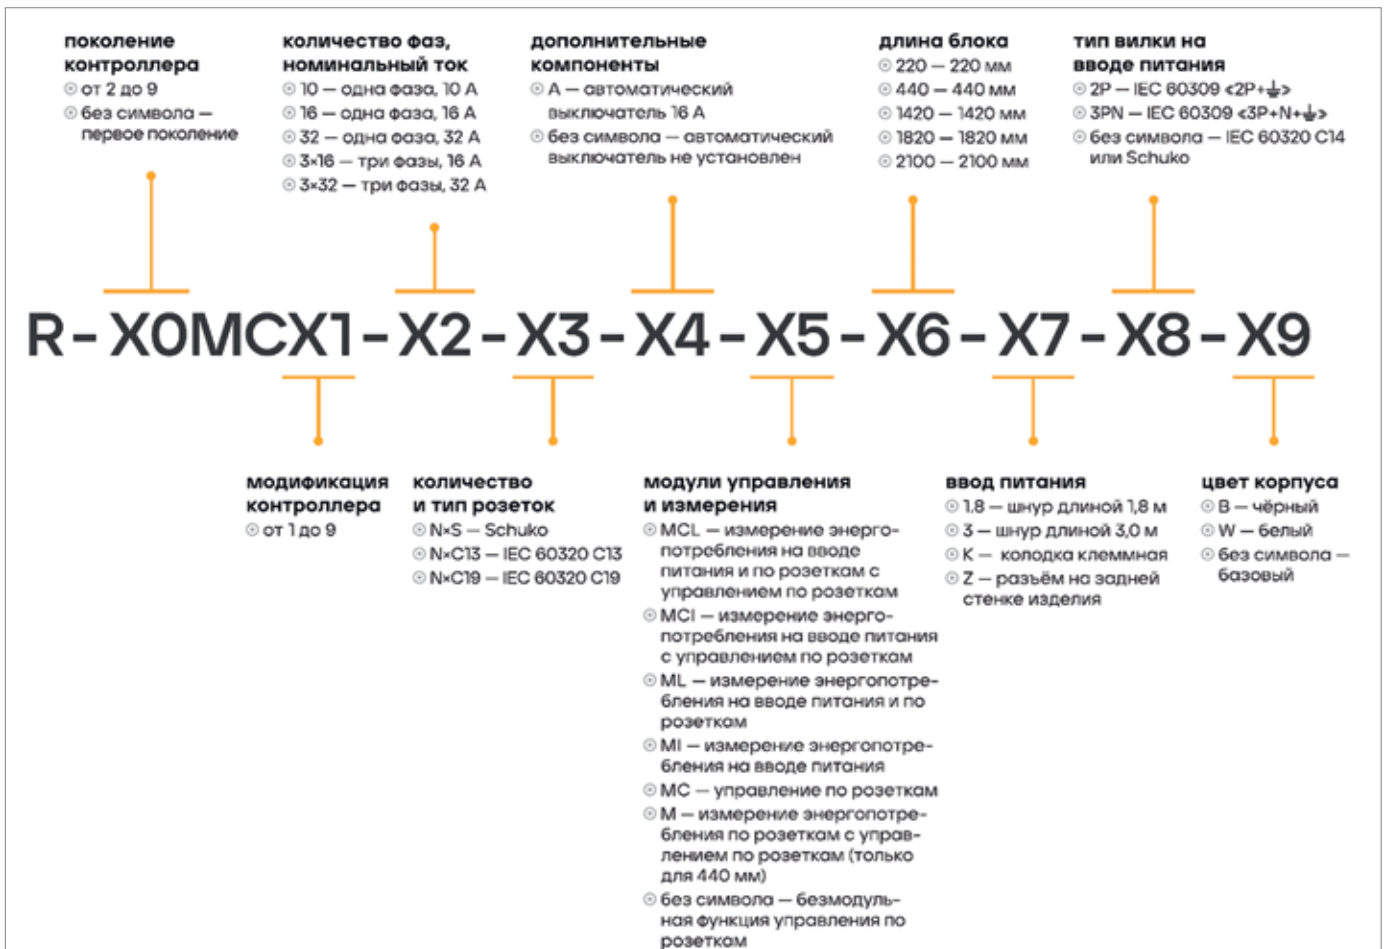 поколение
контроллера
от 2 до 9
без символа —
первое поколение
количество фаз,
номинальный ток
10 — одна фаза, 10 А
16 — одна фаза, 16 А
32 — одна фаза, 32 А
3×16 — три фазы, 16 А
3×32 — три фазы, 32 А
дополнительные
компоненты
А — автоматический
выключатель 16 А
без символа — автоматический
выключатель не установлен
длина блока
220 — 220 мм
440 — 440 мм
1420 — 1420 мм
1820 — 1820 мм
2100 — 2100 мм
тип вилки на
вводе питания
2P — IEC 60309 «2P+⏚»
3PN — IEC 60309 «3P+N+⏚»
без символа — IEC 60320 C14
или Schuko
R-X0MCX1-X2-X3-X4-X5-X6-X7-X8-X9
модификация
контроллера
от 1 до 9
количество
и тип розеток
N×S — Schuko
N×C13 — IEC 60320 C13
N×C19 — IEC 60320 C19
модули управления
и измерения
MCL — измерение энерго-
потребления на вводе
питания и по розеткам с
управлением по розеткам
MCI — измерение энерго-
потребления на вводе питания
с управлением по розеткам
ML — измерение энергопотре-
бления на вводе питания и по
розеткам
MI — измерение энергопотре-
бления на вводе питания
MC — управление по розеткам
M — измерение энергопотре-
бления по розеткам с управ-
лением по розеткам (только
для 440 мм)
без символа — безмодуль-
ная функция управления по
розеткам
ввод питания
1.8 — шнур длиной 1,8 м
3 — шнур длиной 3,0 м
K — колодка клеммная
Z — разъём на задней
стенке изделия
цвет корпуса
B — чёрный
W — белый
без символа —
базовый